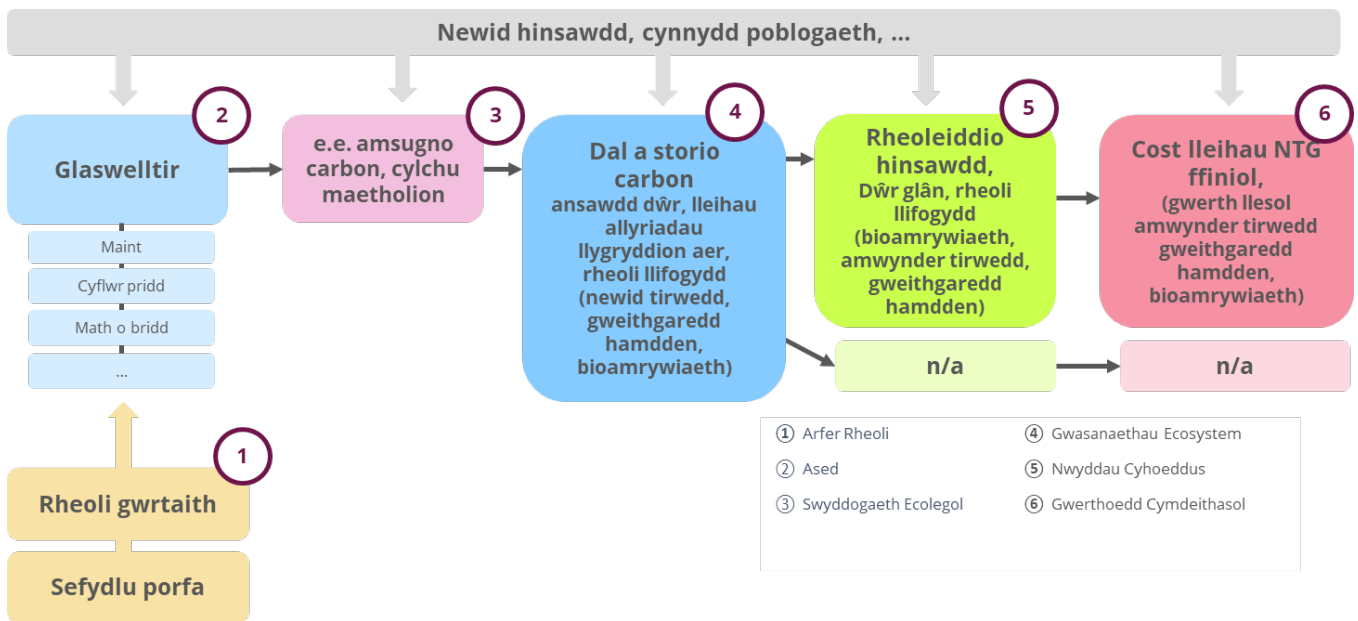 Newid hinsawdd, cynnydd poblogaeth, ...
2
Glaswelltir
Maint
Cyflwr pridd
Math o bridd
...
1
Rheoli gwrtaith
Sefydlu porfa
3
e.e. amsugno
carbon, cylchu
maetholion
4
Dal a storio
carbon
ansawdd dŵr, lleihau
allyriadau
llygryddion aer,
rheoli llifogydd
(newid tirwedd,
gweithgaredd
hamdden,
bioamrywiaeth)
5
Rheoleiddio
hinsawdd,
Dŵr glân, rheoli
llifogydd
(bioamrywiaeth,
amwynder tirwedd,
gweithgaredd
hamdden)
n/a
6
Cost lleihau NTG
ffiniol,
(gwerth llesol
amwynder tirwedd
gweithgaredd
hamdden,
bioamrywiaeth)
n/a
① Arfer Rheoli
② Ased
③ Swyddogaeth Ecolegol
④ Gwasanaethau Ecosystem
⑤ Nwyddau Cyhoeddus
⑥ Gwerthoedd Cymdeithasol